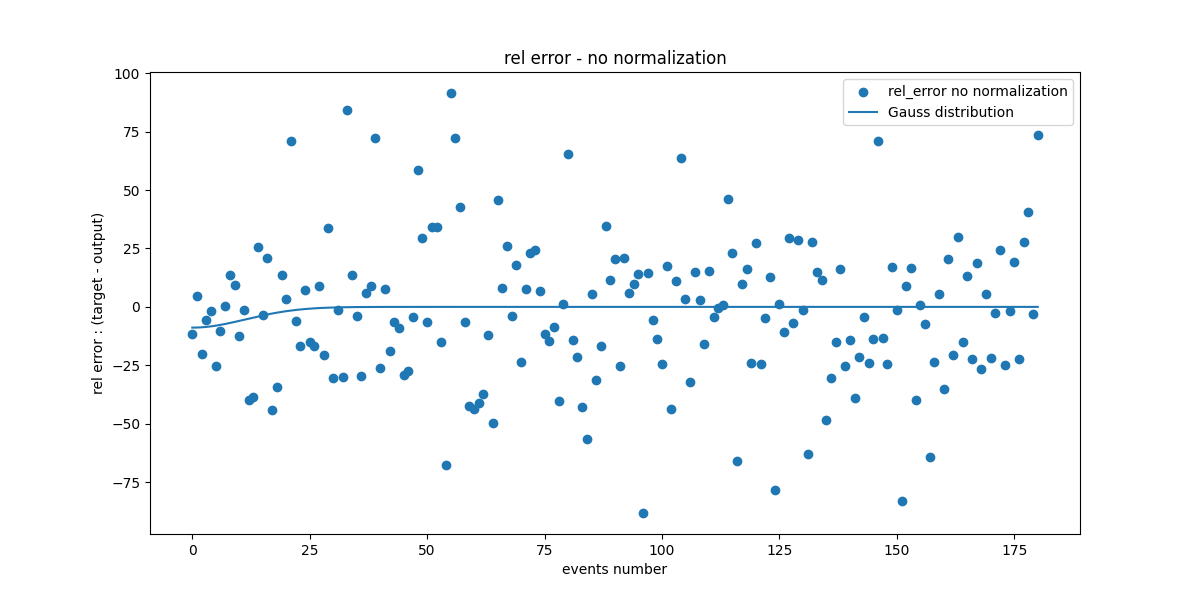 rel error - no normalization
rel_error no normalization
Gauss distribution
rel error : (target - output)
100
75
50
25
0
−25
−50
−75
0 25 50 75 100 125 150 175
events number